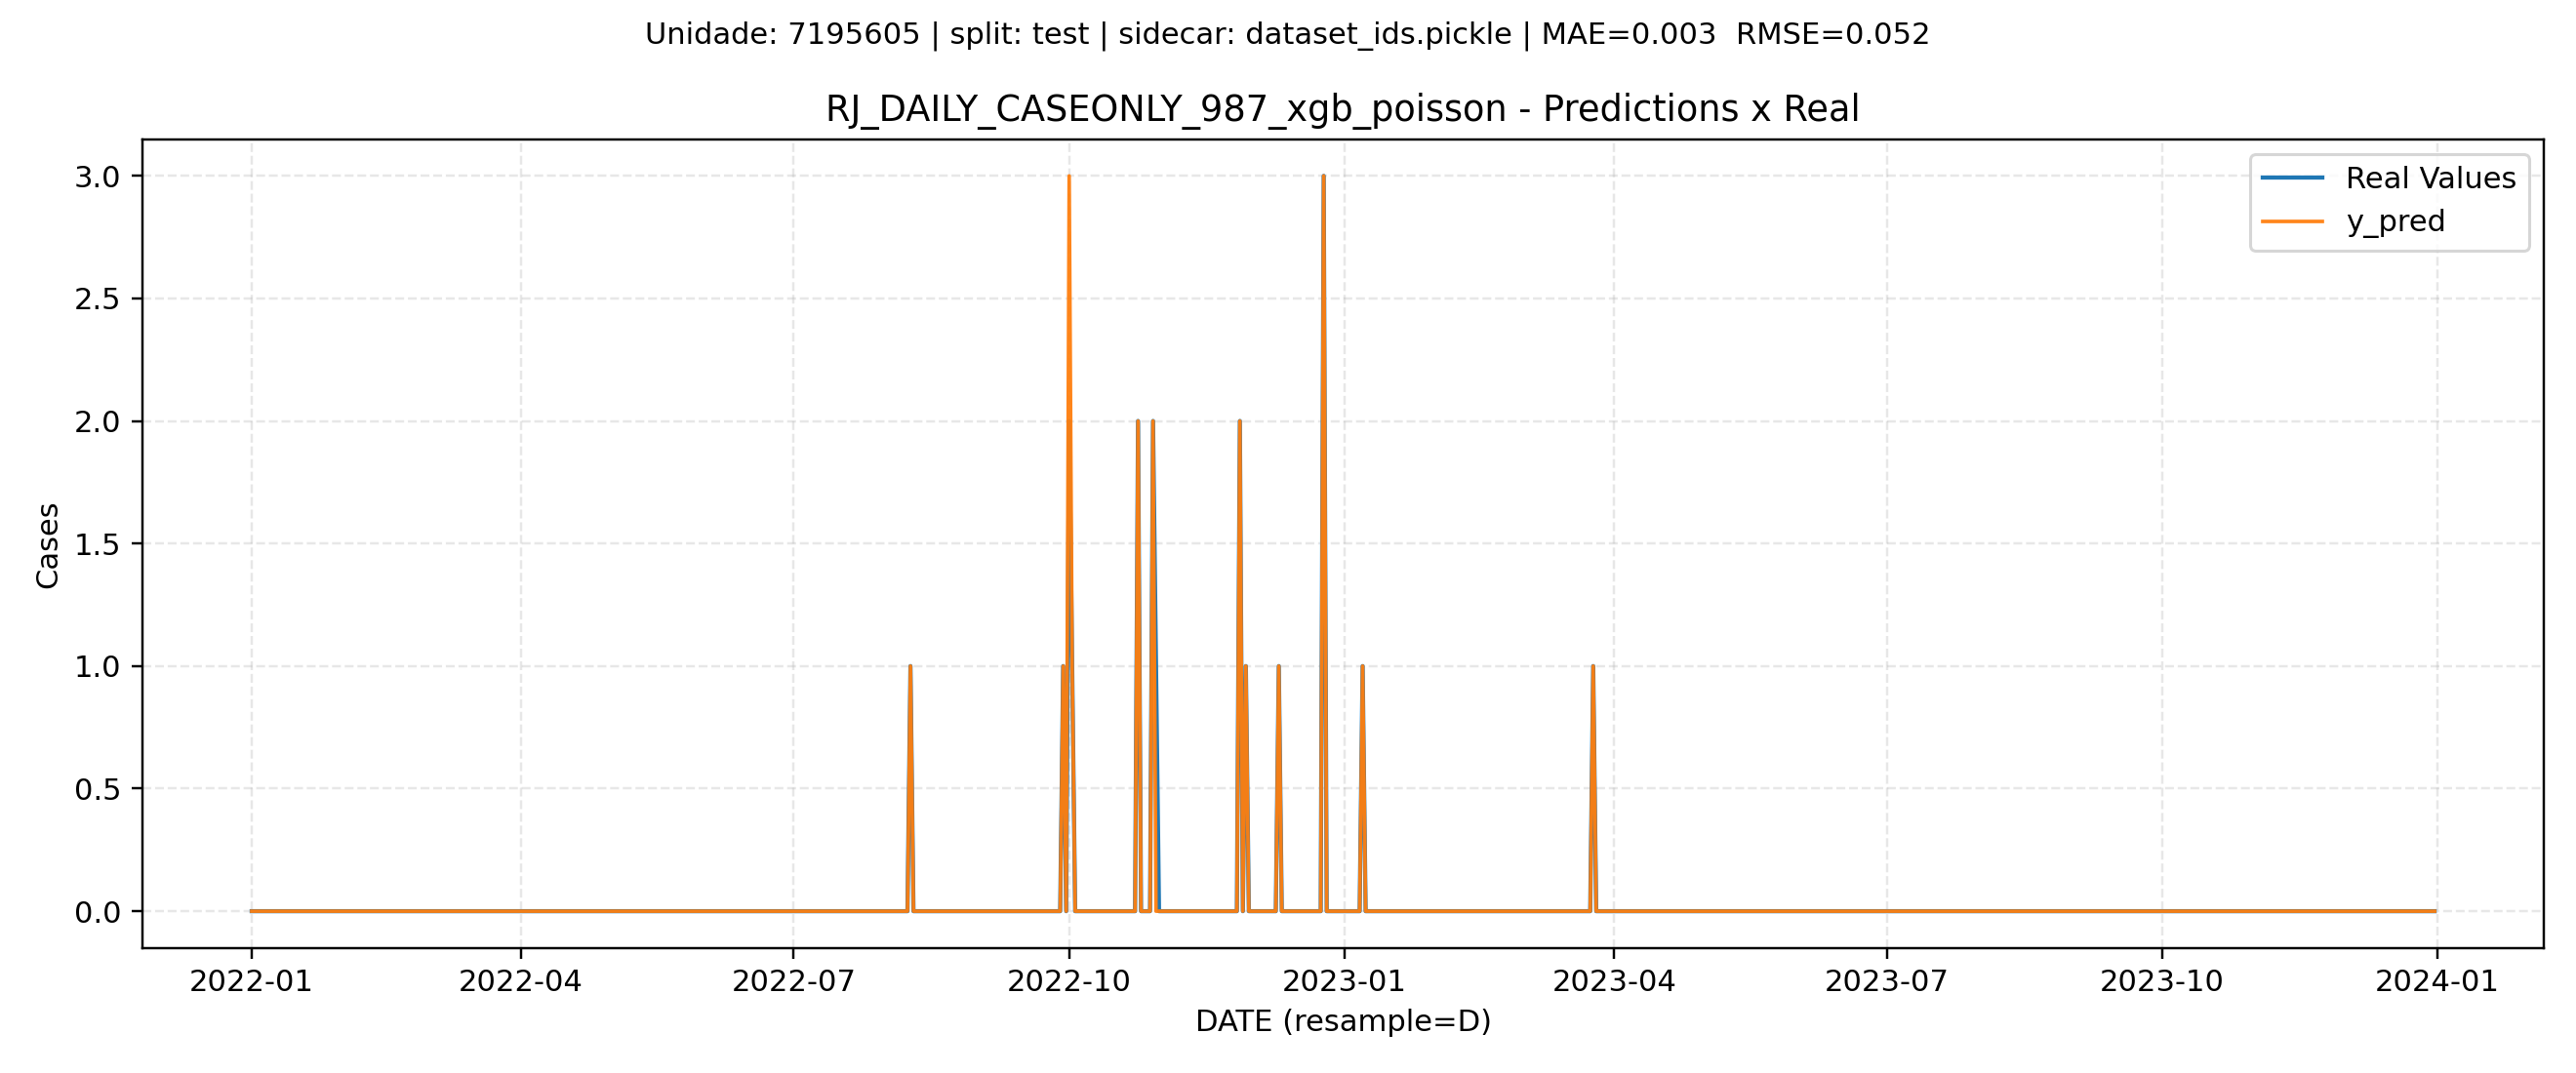 Unidade: 7195605 | split: test | sidecar: dataset_ids.pickle | MAE=0.003  RMSE=0.052
RJ_DAILY_CASEONLY_987_xgb_poisson - Predictions x Real
Real Values
y_pred
3.0
2.5
2.0
1.5
1.0
0.5
0.0
Cases
2022-01 2022-04 2022-07 2022-10 2023-01 2023-04 2023-07 2023-10 2024-01
DATE (resample=D)